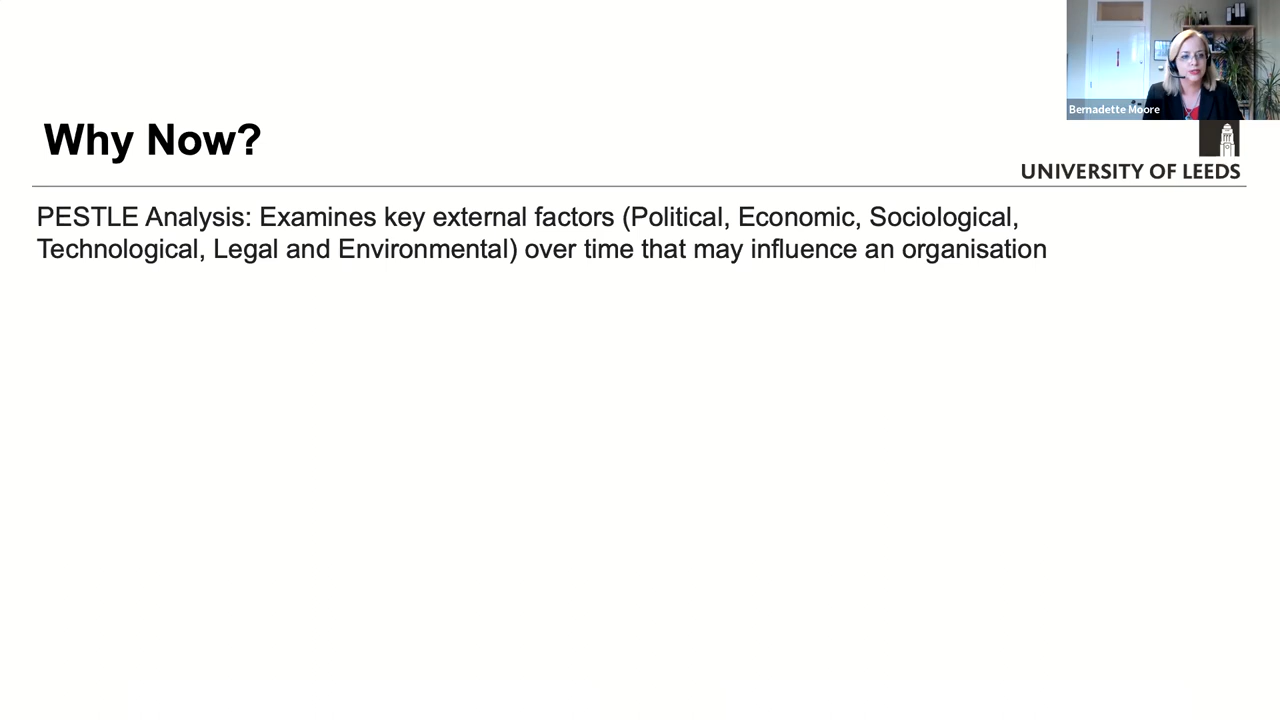 Bernadette Moore
Why Now?
UNIVERSITY OF LEEDS
PESTLE Analysis: Examines key external factors (Political, Economic, Sociological,
Technological, Legal and Environmental) over time that may influence an organisation